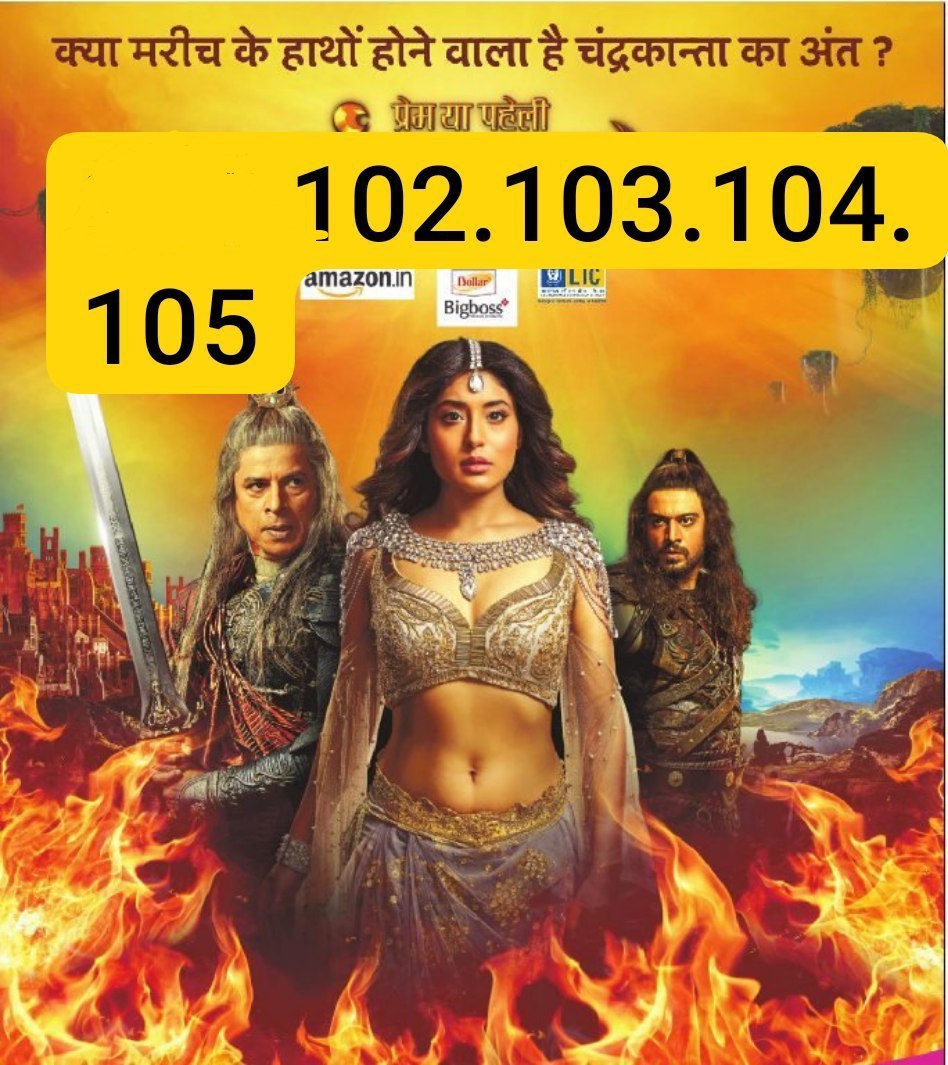 क्या मरीच के हाथों होने वाला है चंद्रकान्ता का अंत ?
प्रेम या पहेली
102.103.104.
105
amazon.in
Dollar
Bigboss
LIC